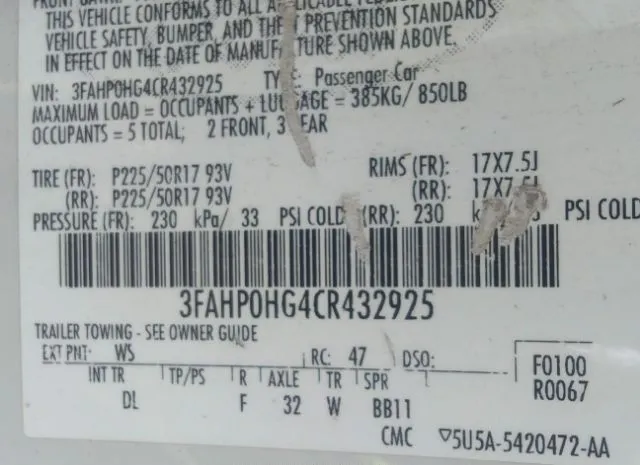 THIS VEHICLE CONFORMS TO ALL
VEHICLE SAFETY, BUMPER, AND THEFT PREVENTION STANDARDS
IN EFFECT ON THE DATE OF MANUFACTURE SHOWN ABOVE.
VIN: 3FAHP0HG4CR432925 TYPE: Passenger Car
MAXIMUM LOAD = OCCUPANTS + LUGGAGE = 385KG/ 850LB
OCCUPANTS = 5 TOTAL; 2 FRONT, 3 REAR
TIRE (FR): P225/50R17 93V RIMS (FR): 17X7.5J
(RR): P225/50R17 93V (RR): 17X7.5J
PRESSURE (FR): 230 kPa/ 33 PSI COLD (RR): 230 PSI COLD
3FAHP0HG4CR432925
TRAILER TOWING - SEE OWNER GUIDE
EXT PNT: WS RC: 47 DSO: F0100
INT TR TP/PS R AXLE TR SPR R0067
DL F 32 W BB11
CMC ▽5U5A-5420472-AA